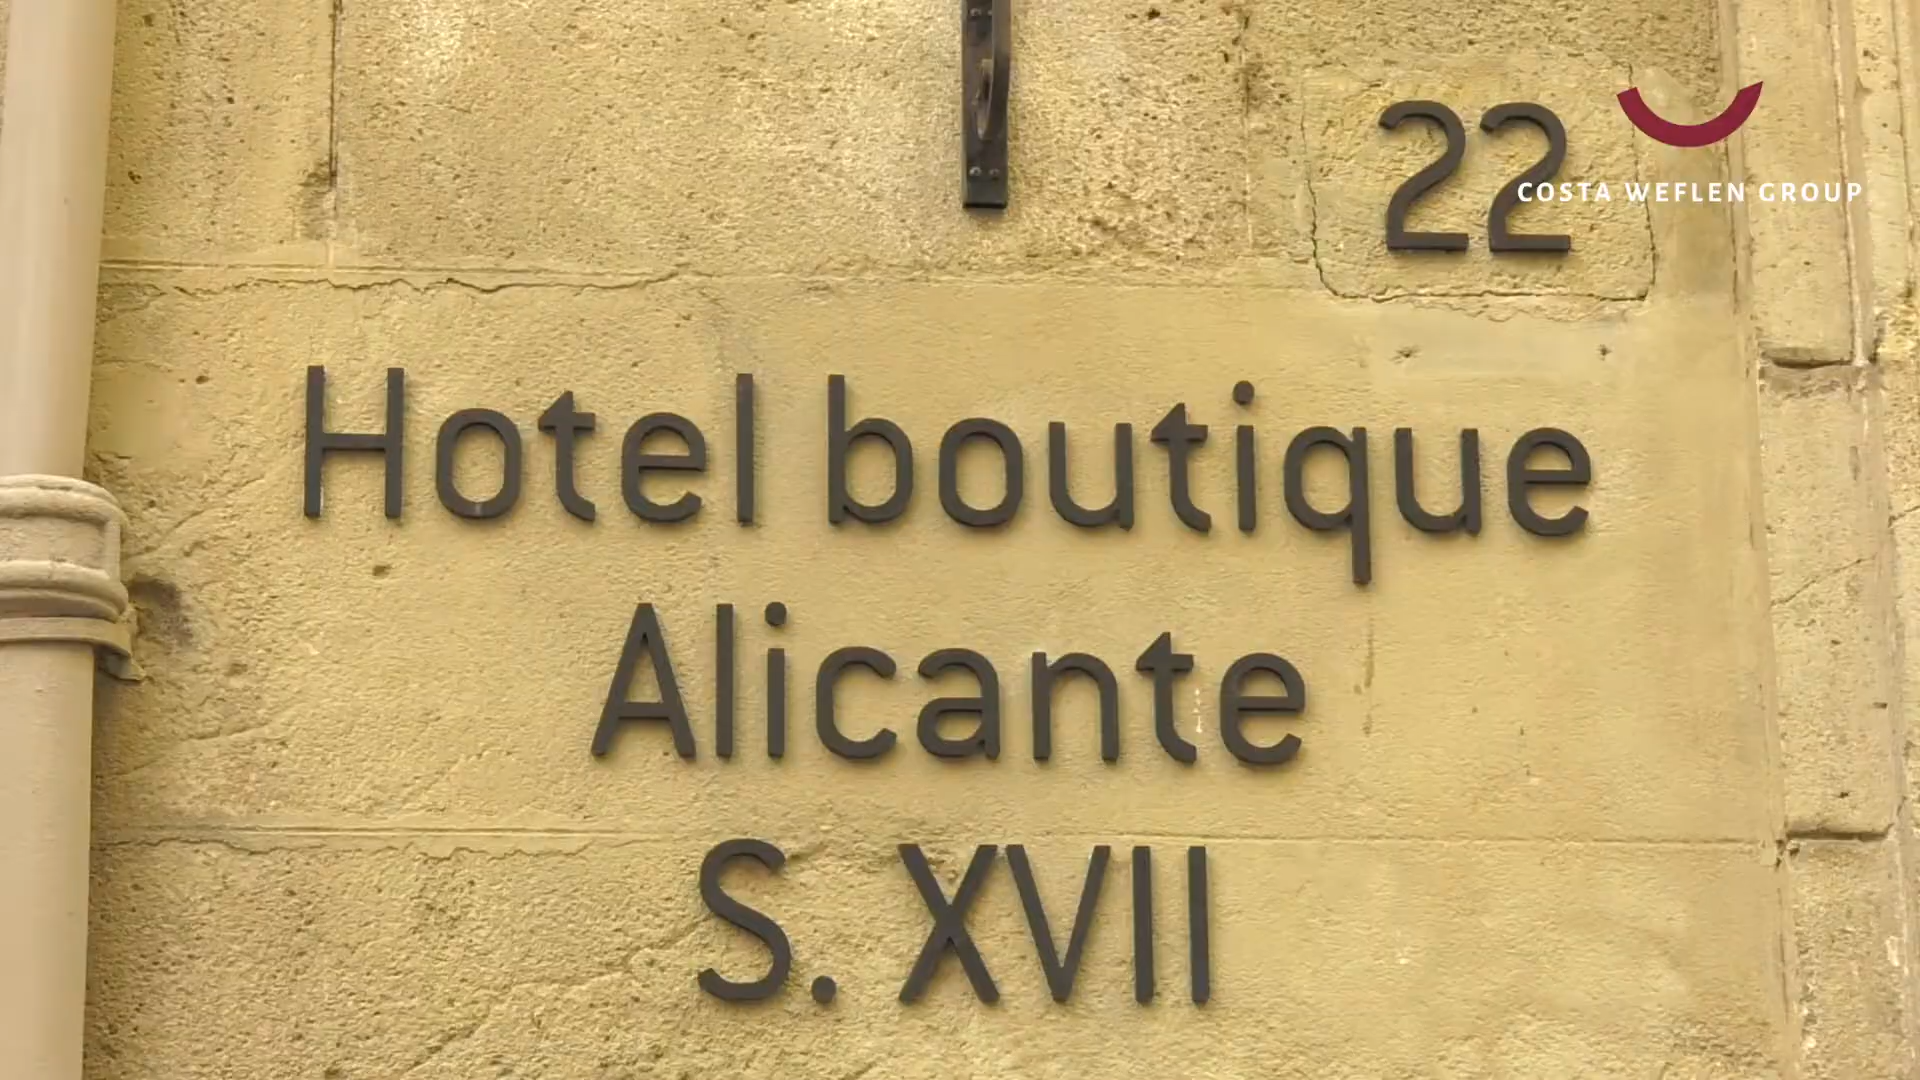 22
COSTA WEFLEN GROUP
Hotel boutique
Alicante
S. XVII